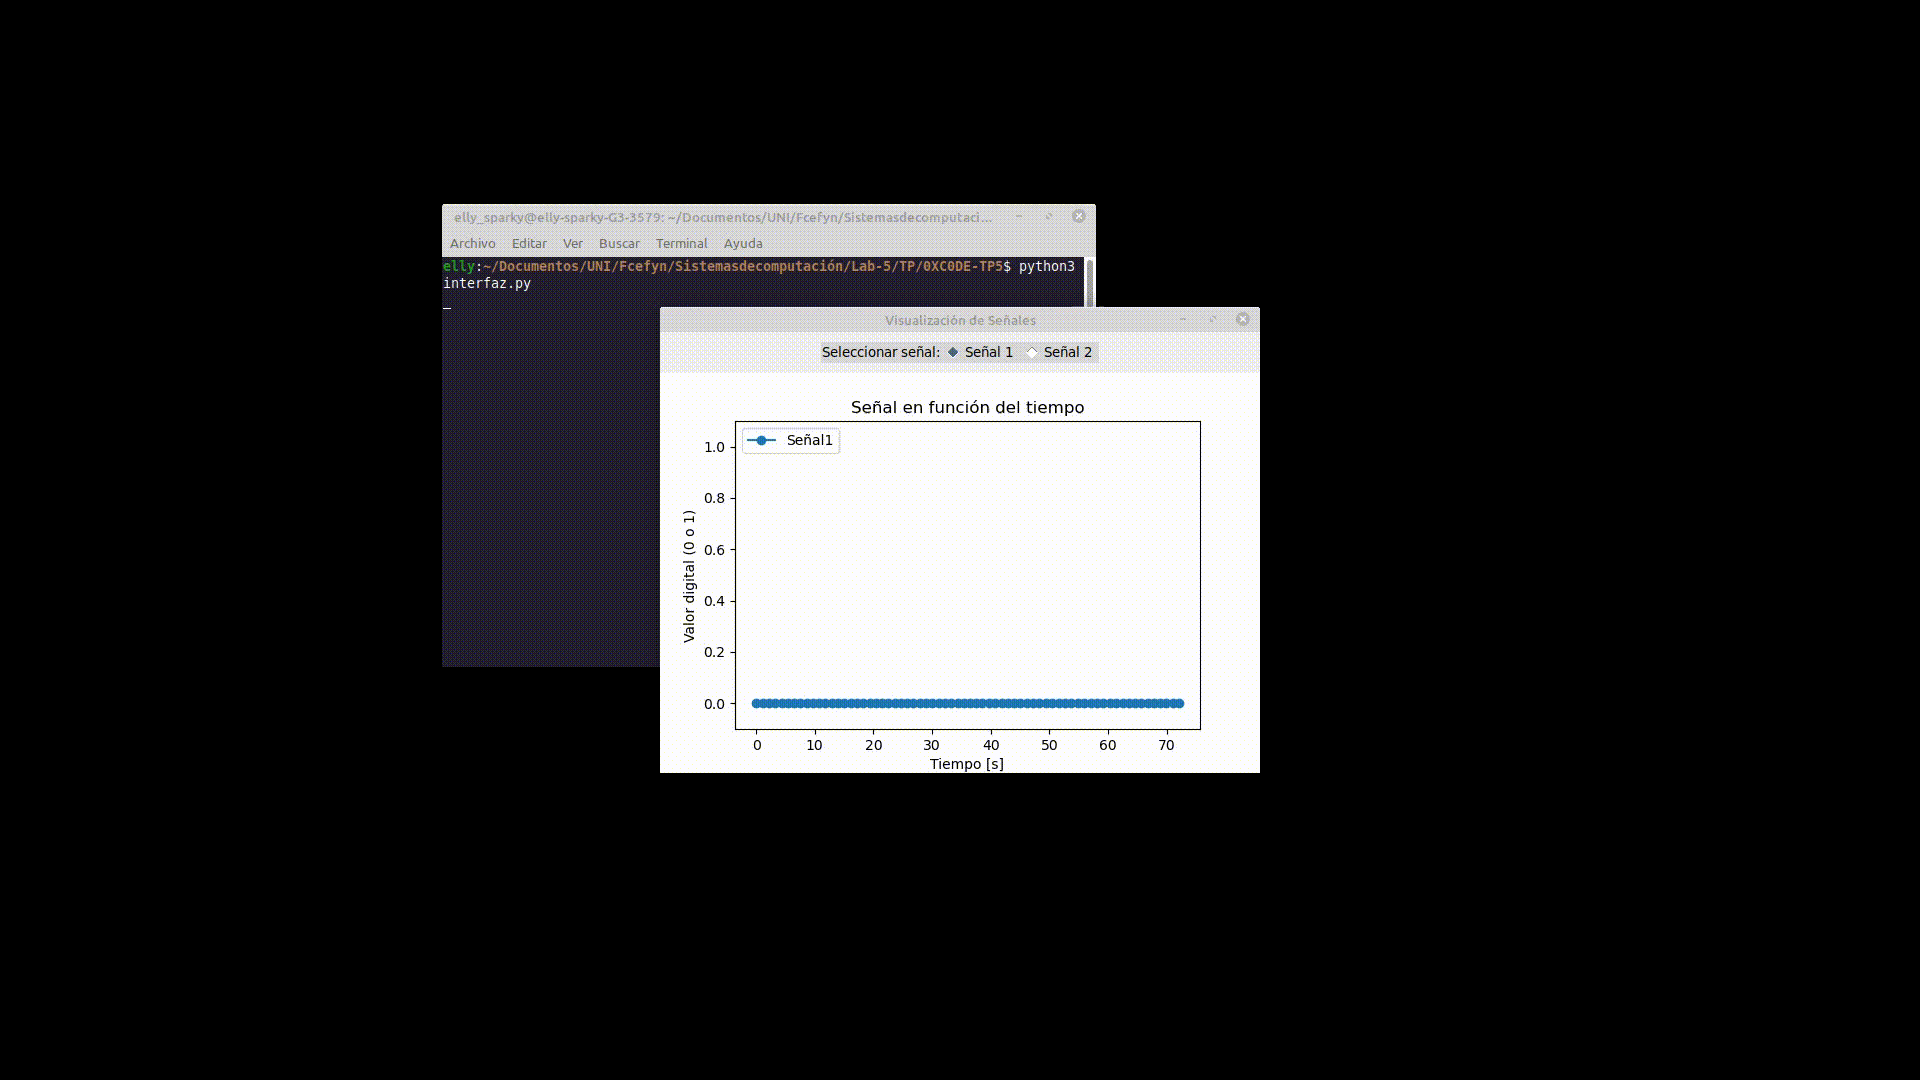 elly_sparky@elly-sparky-G3-3579: ~/Documentos/UNI/Fcefyn/Sistemasdecomputaci...
Archivo Editar Ver Buscar Terminal Ayuda
elly:~/Documentos/UNI/Fcefyn/Sistemasdecomputación/Lab-5/TP/0XC0DE-TP5$ python3
interfaz.py
Visualización de Señales
Seleccionar señal: Señal 1 Señal 2
Señal en función del tiempo
Señal1
Valor digital (0 o 1)
1.0
0.8
0.6
0.4
0.2
0.0
0 10 20 30 40 50 60 70
Tiempo [s]